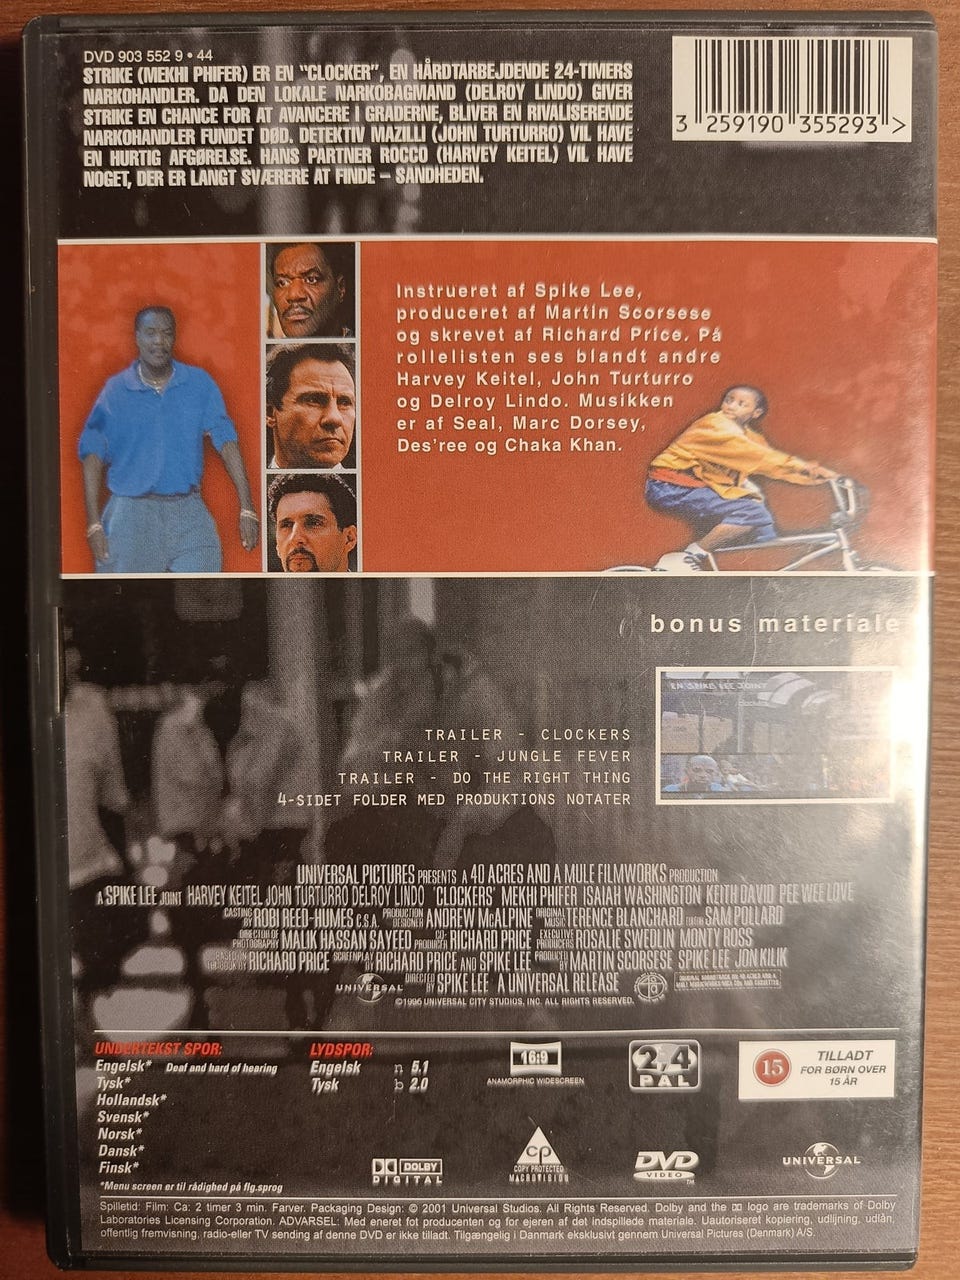 DVD 903 552 9 • 44
STRIKE (MEKHI PHIFER) ER EN "CLOCKER", EN HÅRDTARBEJDENDE 24-TIMERS
NARKOHANDLER. DA DEN LOKALE NARKOBAGMAND (DELROY LINDO) GIVER
STRIKE EN CHANCE FOR AT AVANCERE I GRADERNE, BLIVER EN RIVALISERENDE
NARKOHANDLER FUNDET DØD. DETEKTIV MAZILLI (JOHN TURTURRO) VIL HAVE
EN HURTIG AFGØRELSE. HANS PARTNER ROCCO (HARVEY KEITEL) VIL HAVE
NOGET, DER ER LANGT SVÆRERE AT FINDE – SANDHEDEN.
3 259190 355293 >
Instrueret af Spike Lee,
produceret af Martin Scorsese
og skrevet af Richard Price. På
rollelisten ses blandt andre
Harvey Keitel, John Turturro
og Delroy Lindo. Musikken
er af Seal, Marc Dorsey,
Des'ree og Chaka Khan.
bonus materiale
EN SPIKE LEE JOINT
TRAILER - CLOCKERS
TRAILER - JUNGLE FEVER
TRAILER - DO THE RIGHT THING
4-SIDET FOLDER MED PRODUKTIONS NOTATER
UNIVERSAL PICTURES PRESENTS A 40 ACRES AND A MULE FILMWORKS PRODUCTION
A SPIKE LEE JOINT HARVEY KEITEL JOHN TURTURRO DELROY LINDO 'CLOCKERS' MEKHI PHIFER ISAIAH WASHINGTON KEITH DAVID PEE WEE LOVE
CASTING BY ROBI REED-HUMES C.S.A. PRODUCTION DESIGNER ANDREW McALPINE ORIGINAL MUSIC TERENCE BLANCHARD SAM POLLARD
DIRECTOR OF PHOTOGRAPHY MALIK HASSAN SAYEED CO-PRODUCER RICHARD PRICE EXECUTIVE PRODUCERS ROSALIE SWEDLIN MONTY ROSS
BASED ON THE BOOK BY RICHARD PRICE SCREENPLAY BY RICHARD PRICE AND SPIKE LEE PRODUCED BY MARTIN SCORSESE SPIKE LEE JON KILIK
UNIVERSAL DIRECTED BY SPIKE LEE A UNIVERSAL RELEASE
©1996 UNIVERSAL CITY STUDIOS, INC. ALL RIGHTS RESERVED.
UNDERTEKST SPOR:
Engelsk* Deaf and hard of hearing
Tysk*
Hollandsk*
Svensk*
Norsk*
Dansk*
Finsk*
*Menu screen er til rådighed på flg.sprog
LYDSPOR:
Engelsk 5.1
Tysk 2.0
16:9
ANAMORPHIC WIDESCREEN
2,4
PAL
15
TILLADT
FOR BØRN OVER
15 ÅR
DOLBY
DIGITAL
CP
COPY PROTECTED
MACROVISION
DVD
VIDEO
TM
UNIVERSAL
Spilletid: Film: Ca: 2 timer 3 min. Farver. Packaging Design: © 2001 Universal Studios. All Rights Reserved. Dolby and the logo are trademarks of Dolby
Laboratories Licensing Corporation. ADVARSEL: Med eneret fot producenten og for ejeren af det indspillede materiale. Uautoriseret kopiering, udlijning, udlån,
offentlig fremvisning, radio-eller TV sending af denne DVD er ikke tilladt. Tilgængelig i Danmark eksklusivt gennem Universal Pictures (Denmark) A/S.